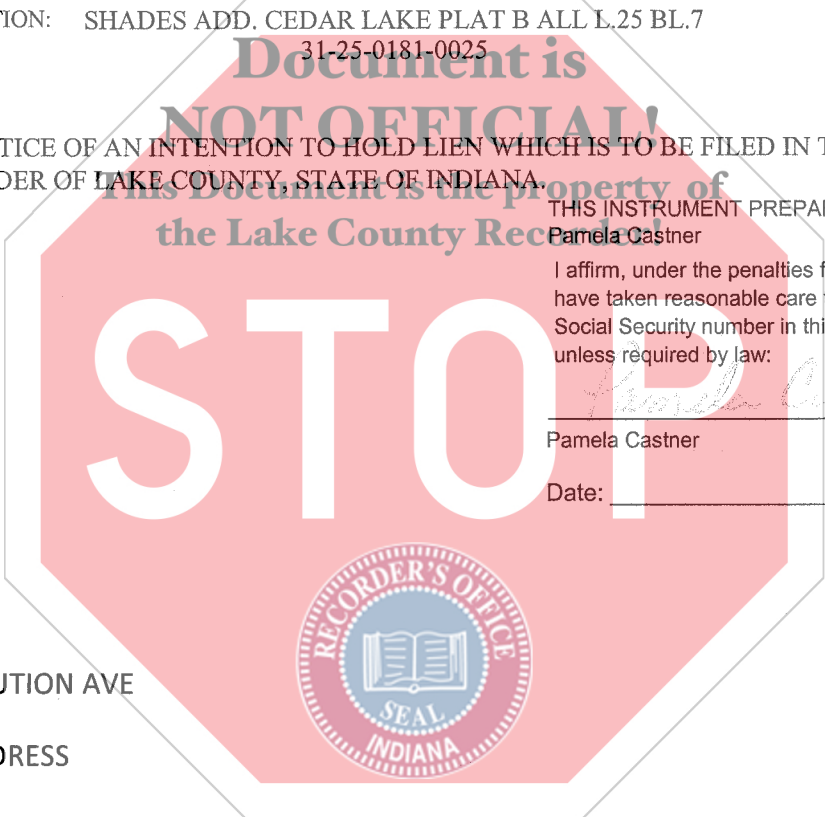 TION: SHADES ADD. CEDAR LAKE PLAT B ALL L.25 BL.7
31-25-0181-0025
Document is
NOT OFFICIAL!
TICE OF AN INTENTION TO HOLD LIEN WHICH IS TO BE FILED IN T
DER OF LAKE COUNTY, STATE OF INDIANA.
This Document is the property of
the Lake County Recorder!
THIS INSTRUMENT PREPA
Pamela Castner
I affirm, under the penalties f
have taken reasonable care
Social Security number in thi
unless required by law:
Pamela C
Pamela Castner
Date:
STOP
RECORDER'S OFFICE
SEAL
INDIANA
UTION AVE
DRESS